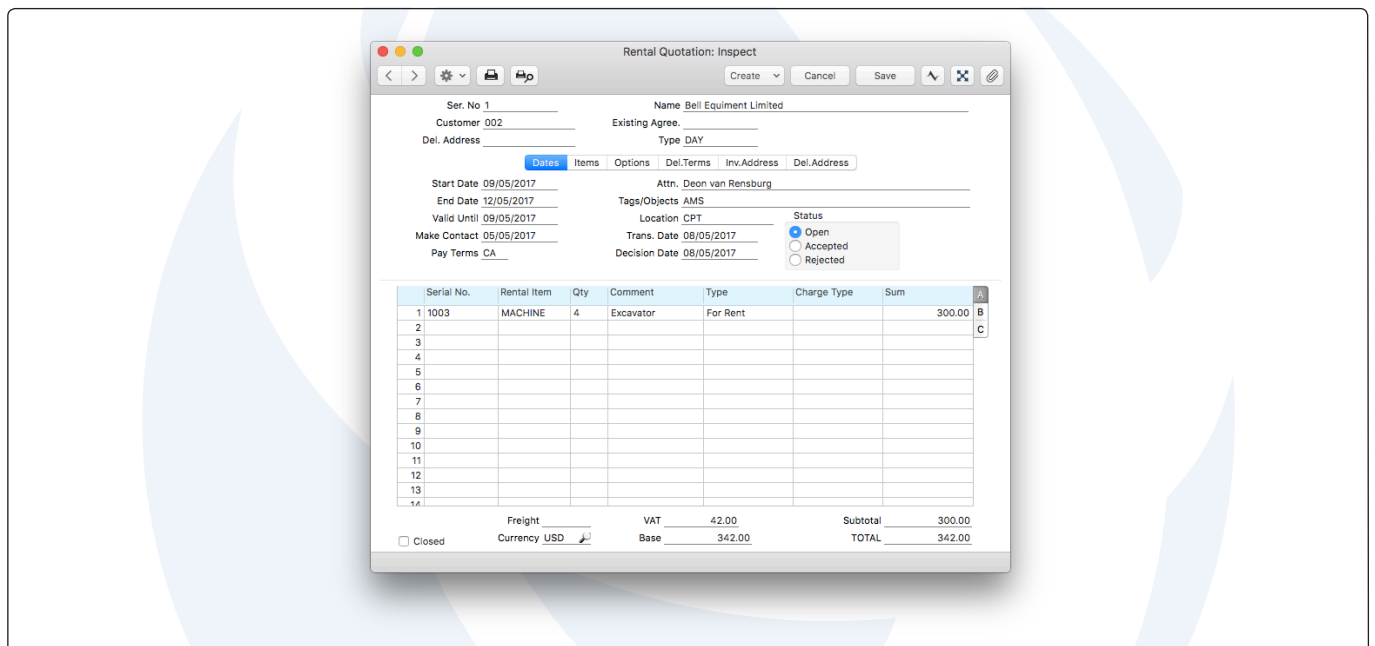 Rental Quotation: Inspect
Create Cancel Save
Ser. No 1 Name Bell Equiment Limited
Customer 002 Existing Agree.
Del. Address Type DAY
Dates Items Options Del.Terms Inv.Address Del.Address
Start Date 09/05/2017 Attn. Deon van Rensburg
End Date 12/05/2017 Tags/Objects AMS
Valid Until 09/05/2017 Location CPT Status
Make Contact 05/05/2017 Trans. Date 08/05/2017 Open
Accepted
Pay Terms CA Decision Date 08/05/2017 Rejected
Serial No. Rental Item Qty Comment Type Charge Type Sum A
1 1003 MACHINE 4 Excavator For Rent 300.00 B
2 C
3
4
5
6
7
8
9
10
11
12
13
14
Freight VAT 42.00 Subtotal 300.00
Closed Currency USD Base 342.00 TOTAL 342.00